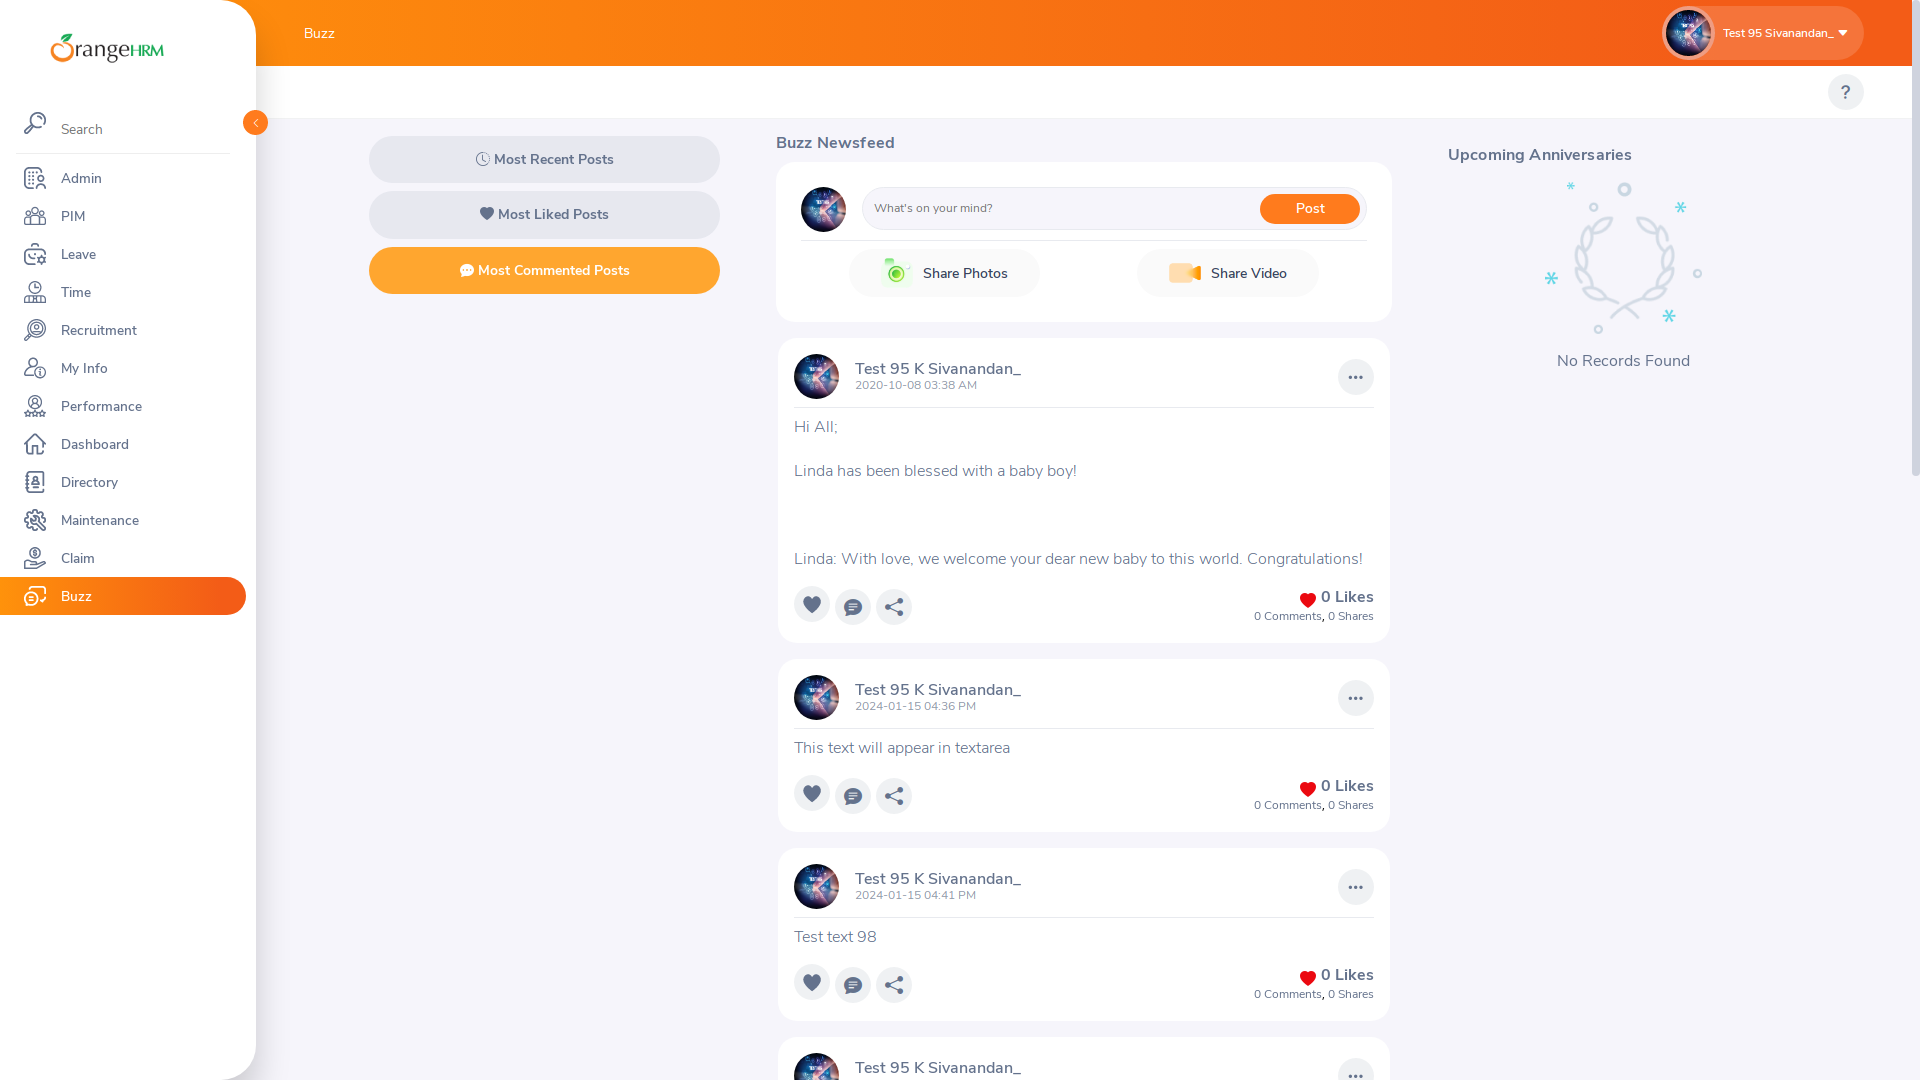 OrangeHRM
Buzz
Test 95 Sivanandan_
?
Search
Admin
PIM
Leave
Time
Recruitment
My Info
Performance
Dashboard
Directory
Maintenance
Claim
Buzz
Most Recent Posts
Most Liked Posts
Most Commented Posts
Buzz Newsfeed
What's on your mind?
Post
Share Photos
Share Video
Test 95 K Sivanandan_
2020-10-08 03:38 AM
Hi All;
Linda has been blessed with a baby boy!
Linda: With love, we welcome your dear new baby to this world. Congratulations!
0 Likes
0 Comments, 0 Shares
Test 95 K Sivanandan_
2024-01-15 04:36 PM
This text will appear in textarea
0 Likes
0 Comments, 0 Shares
Test 95 K Sivanandan_
2024-01-15 04:41 PM
Test text 98
0 Likes
0 Comments, 0 Shares
Test 95 K Sivanandan_
Upcoming Anniversaries
No Records Found